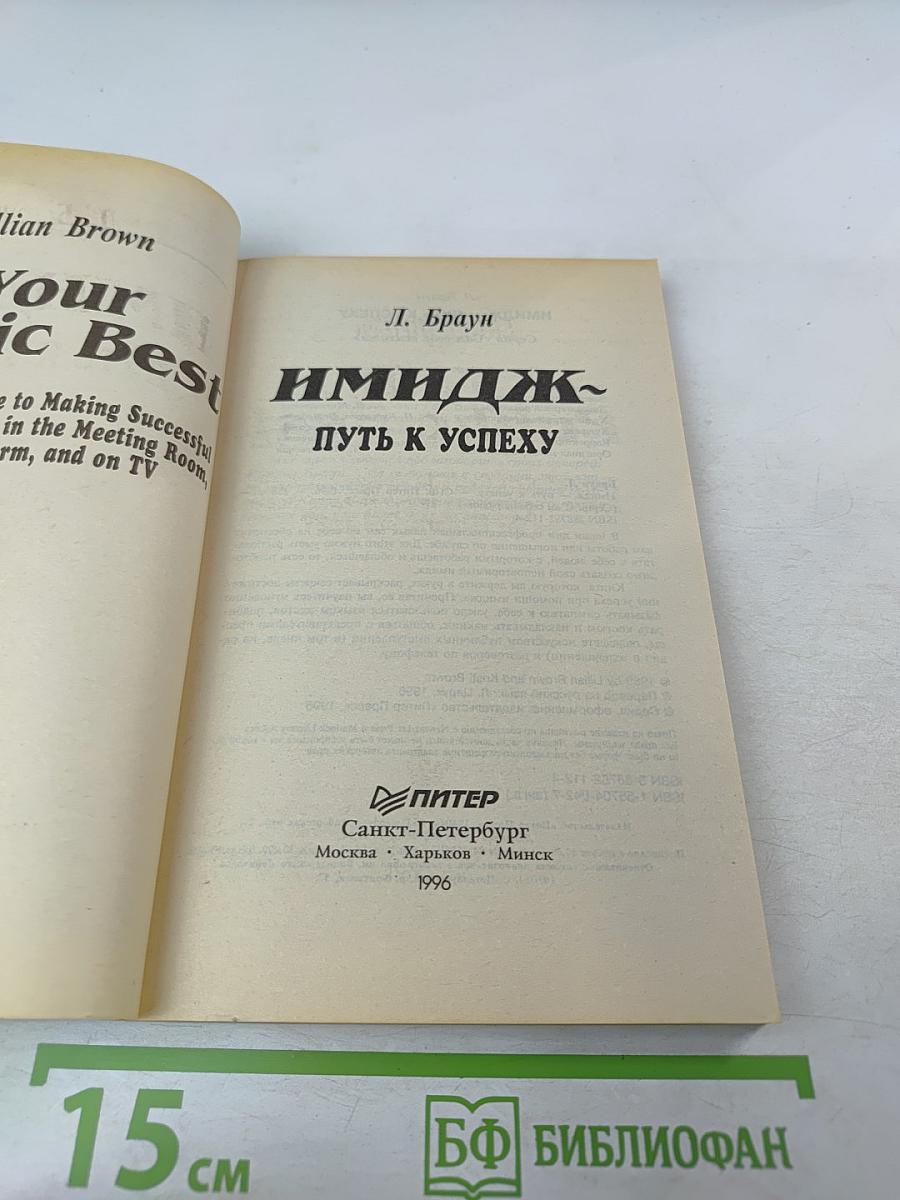 lian Brown
Your
ic Best
e to Making Successful
in the Meeting Room,
rm, and on TV
Л. Браун
ИМИДЖ-
ПУТЬ К УСПЕХУ
ПИТЕР
Санкт-Петербург
Москва · Харьков · Минск
1996
15 см
БФ БИБЛИОФАН